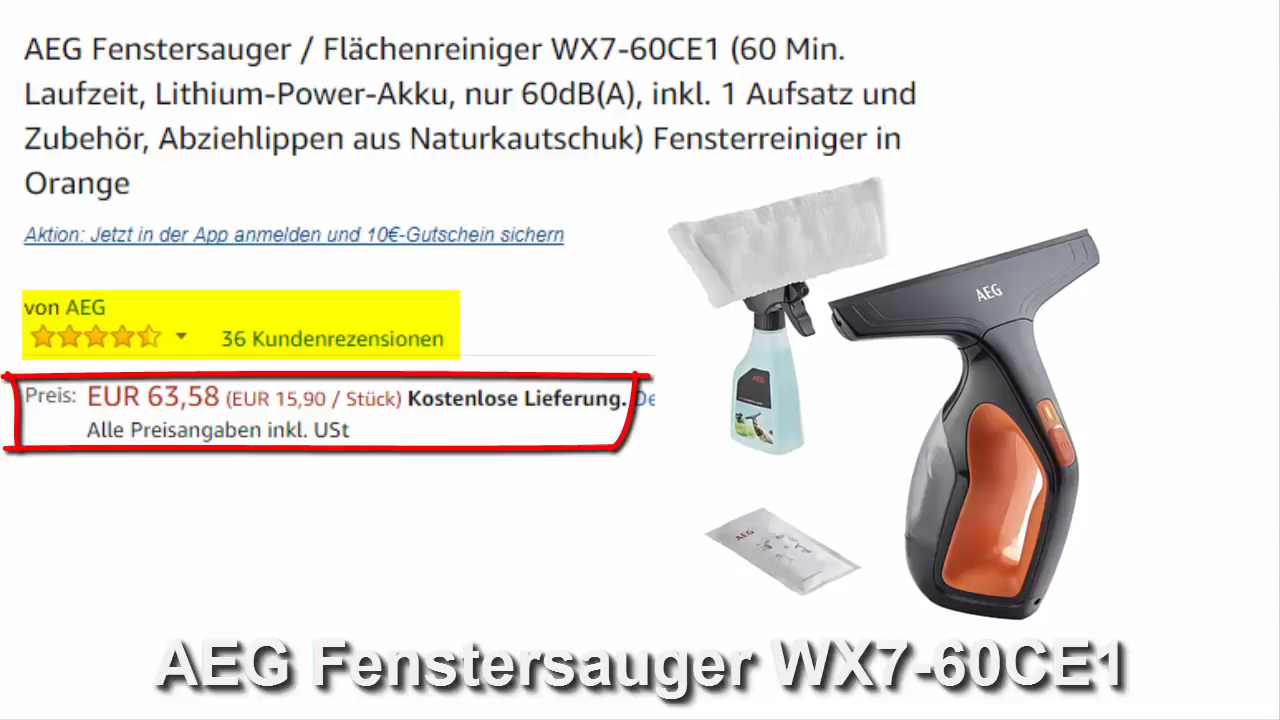 AEG Fenstersauger / Flächenreiniger WX7-60CE1 (60 Min.
Laufzeit, Lithium-Power-Akku, nur 60dB(A), inkl. 1 Aufsatz und
Zubehör, Abziehlippen aus Naturkautschuk) Fensterreiniger in
Orange
Aktion: Jetzt in der App anmelden und 10€-Gutschein sichern
von AEG
36 Kundenrezensionen
Preis: EUR 63,58 (EUR 15,90 / Stück) Kostenlose Lieferung. De
Alle Preisangaben inkl. USt
AEG
AEG
AEG
AEG Fenstersauger WX7-60CE1